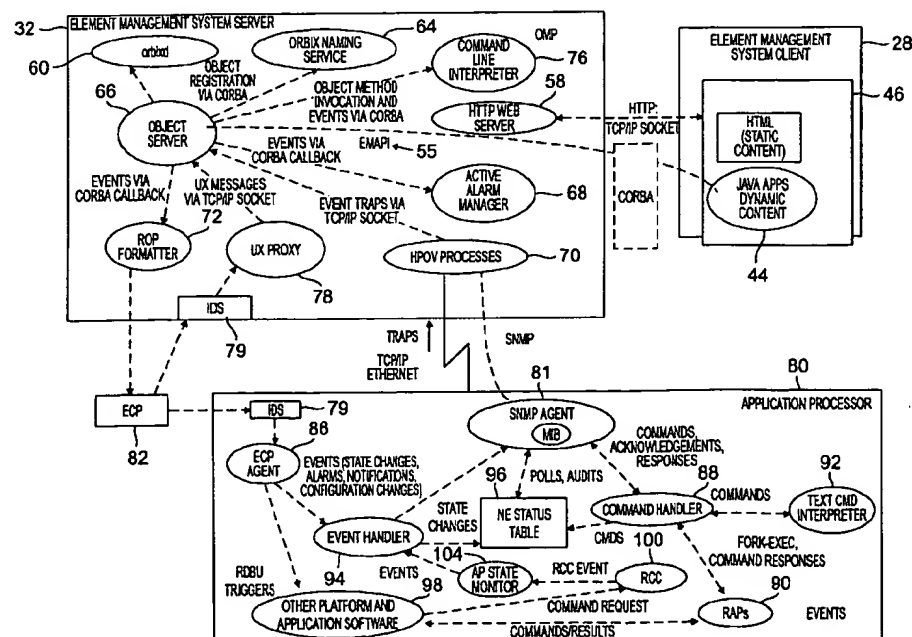 32
ELEMENT MANAGEMENT SYSTEM SERVER
64
orbixd
60
ORBIX NAMING
SERVICE
OMP
COMMAND
LINE
INTERPRETER
76
66
OBJECT
REGISTRATION
VIA CORBA
OBJECT METHOD
INVOCATION AND
EVENTS VIA CORBA
58
HTTP WEB
SERVER
OBJECT
SERVER
EMAPI
55
EVENTS VIA
CORBA CALLBACK
EVENTS VIA
CORBA CALLBACK
UX MESSAGES
VIA TCP/IP SOCKET
72
EVENT TRAPS VIA
TCP/IP SOCKET
ACTIVE
ALARM
MANAGER
68
ROP
FORMATTER
UX PROXY
78
HPOV PROCESSES
70
IDS
79
ELEMENT MANAGEMENT
SYSTEM CLIENT
28
46
HTTP:
TCP/IP SOCKET
HTML
(STATIC
CONTENT)
CORBA
JAVA APPS
DYNAMIC
CONTENT
44
TRAPS
TCP/IP
ETHERNET
SNMP
81
80
APPLICATION PROCESSOR
ECP
82
IDS
79
86
ECP
AGENT
SNMP AGENT
MIB
EVENTS (STATE CHANGES,
ALARMS, NOTIFICATIONS,
CONFIGURATION CHANGES)
COMMANDS,
ACKNOWLEDGEMENTS,
RESPONSES
POLLS, AUDITS
96
88
92
COMMANDS
TEXT CMD
INTERPRETER
COMMAND HANDLER
NE STATUS
TABLE
STATE
CHANGES
EVENT HANDLER
94
CMDS
100
FORK-EXEC,
COMMAND RESPONSES
104
EVENTS
AP STATE
MONITOR
RCC EVENT
RCC
90
RDBU
TRIGGERS
98
OTHER PLATFORM AND
APPLICATION SOFTWARE
COMMAND REQUEST
COMMANDS/RESULTS
RAPs
EVENTS